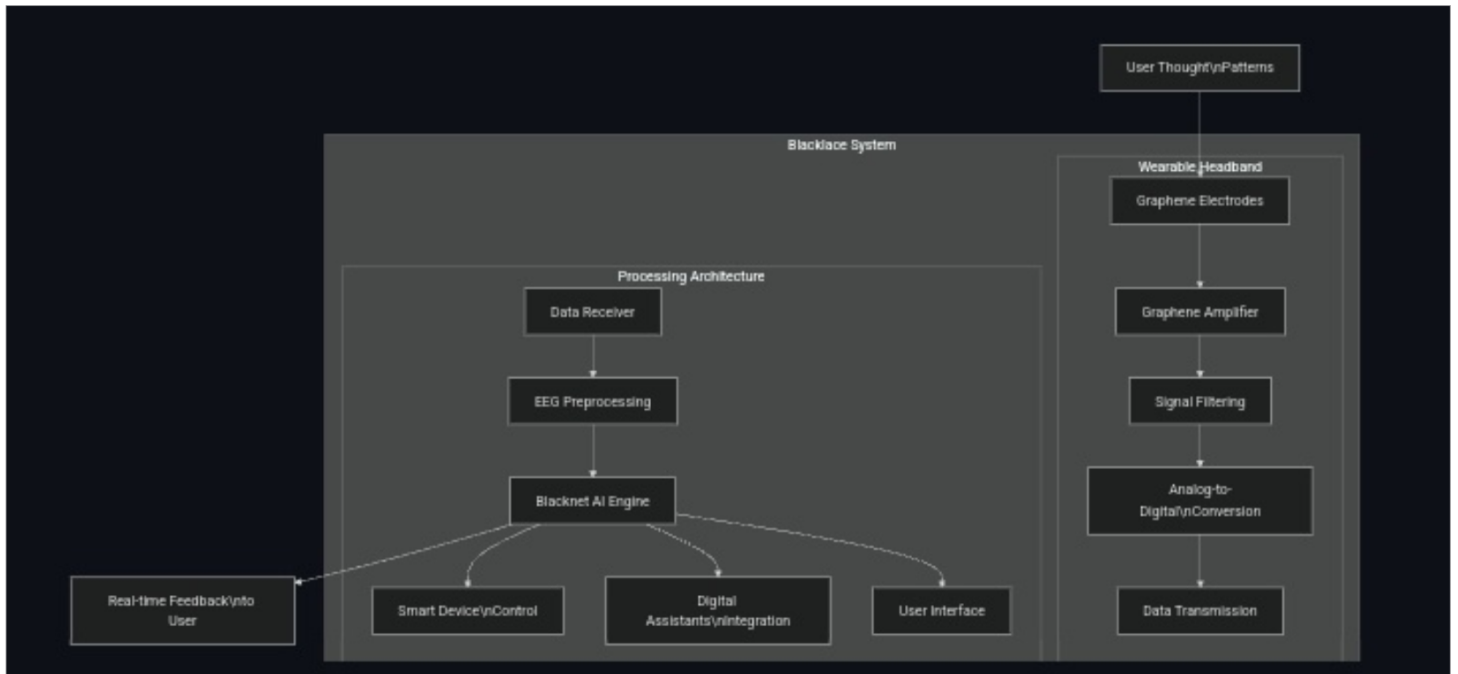 User Thought\nPatterns
Blacklace System
Wearable Headband
Graphene Electrodes
Processing Architecture
Data Receiver
Graphene Amplifier
EEG Preprocessing
Signal Filtering
Blacknet AI Engine
Analog-to-
Digital\nConversion
Real-time Feedback\nto
User
Smart Device\nControl
Digital
Assistants\nIntegration
User Interface
Data Transmission